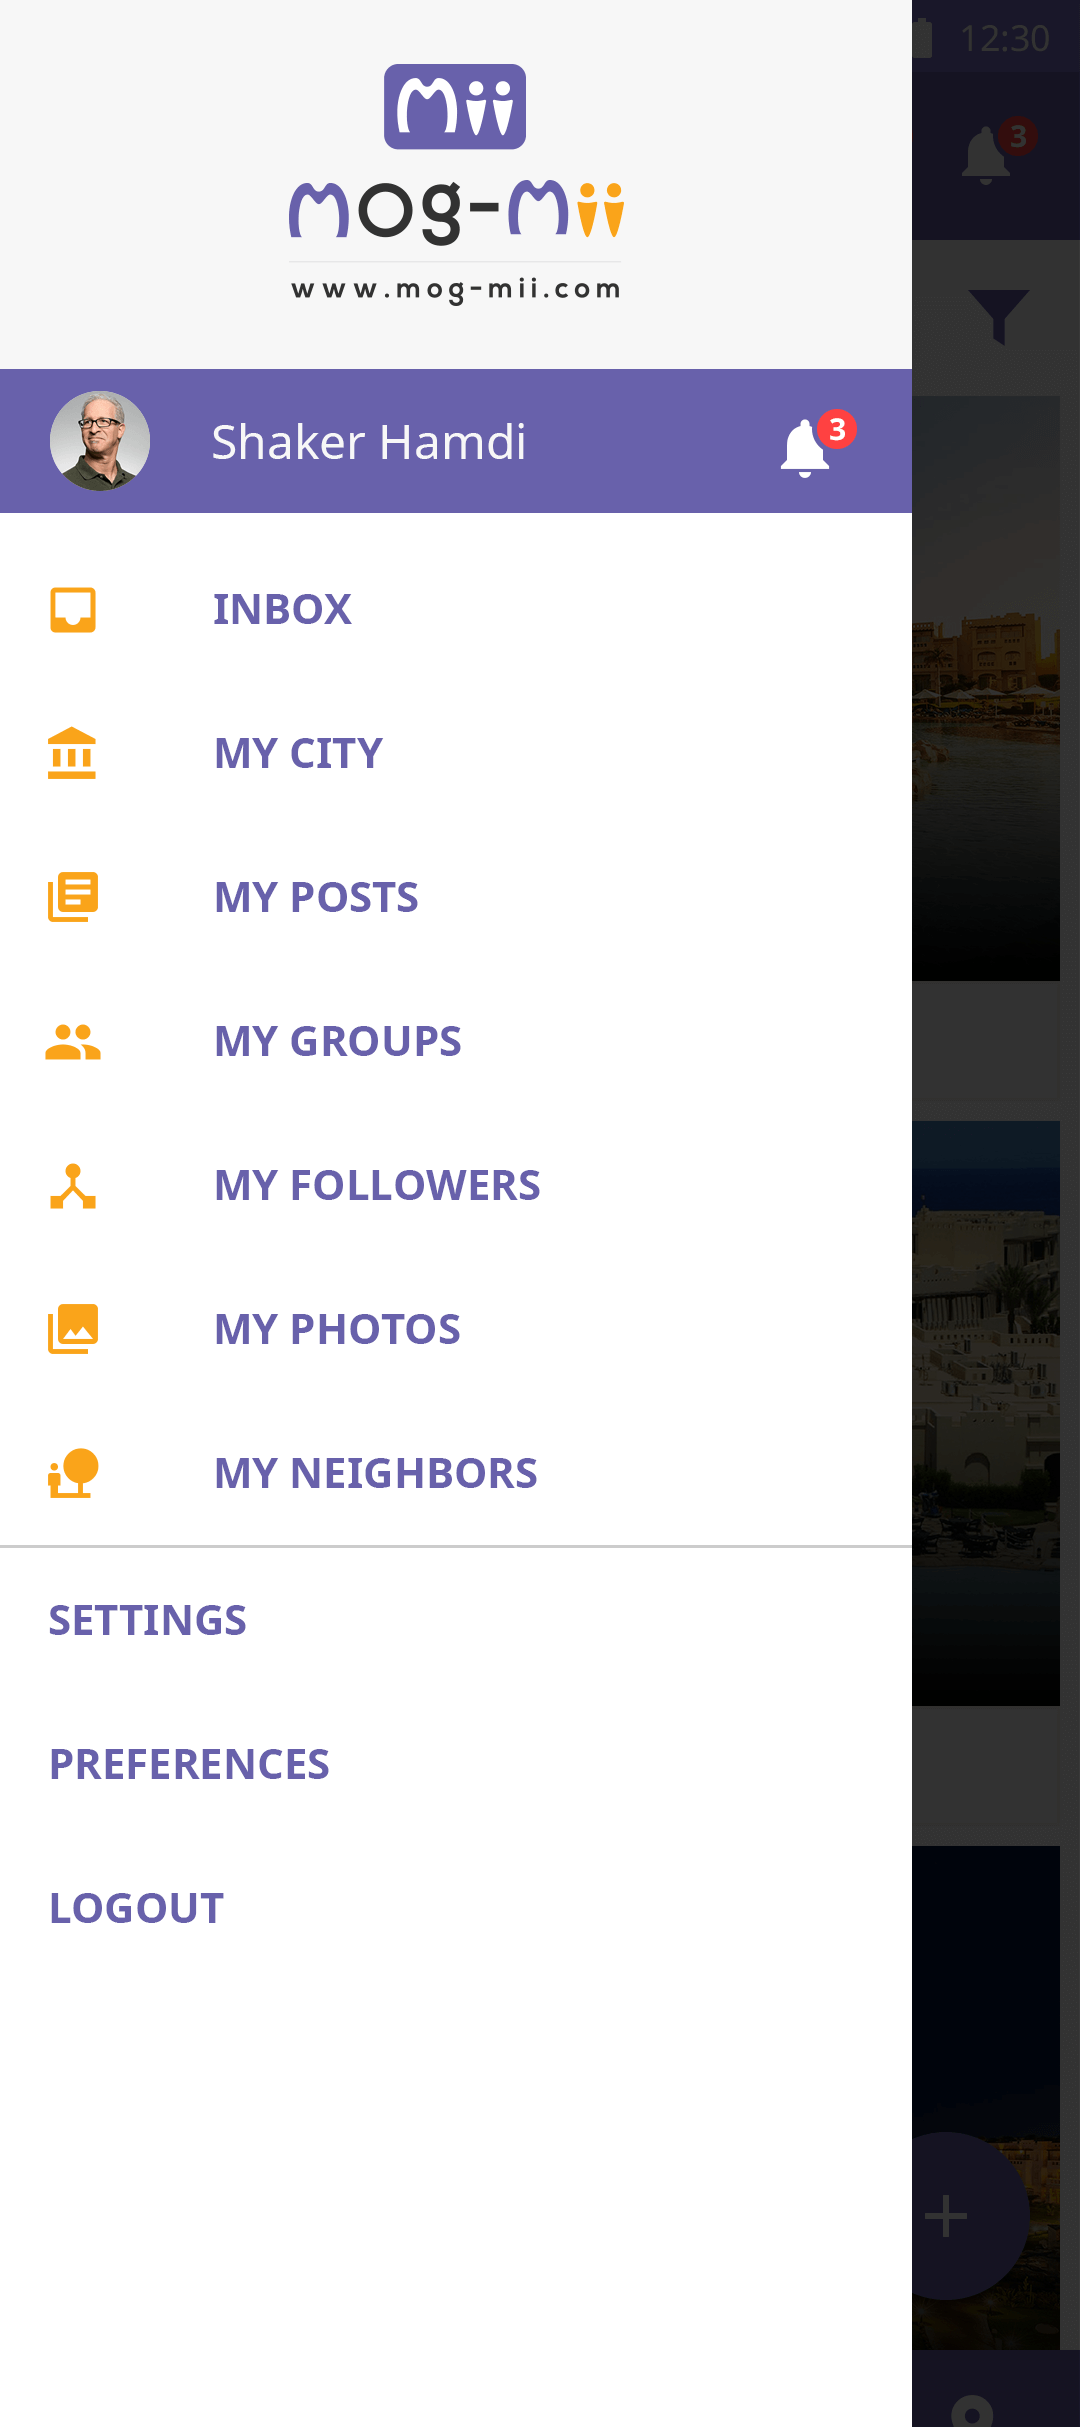 12:30
Mii
3
mog-Mii
www.mog-mii.com
Shaker Hamdi
3
INBOX
MY CITY
MY POSTS
MY GROUPS
MY FOLLOWERS
MY PHOTOS
MY NEIGHBORS
SETTINGS
PREFERENCES
LOGOUT